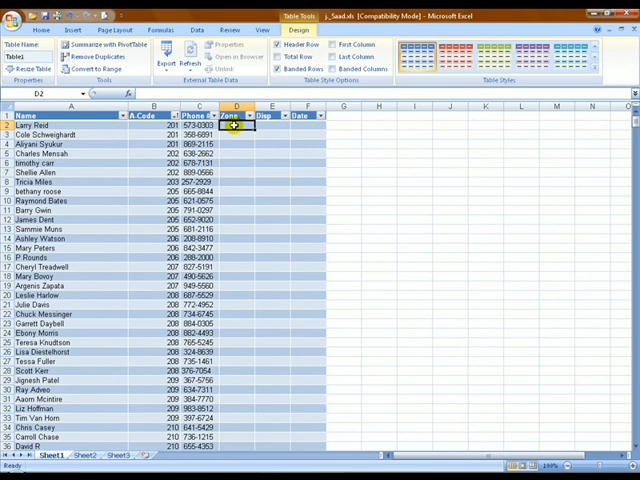 Table Tools j._Saad.xls [Compatibility Mode] - Microsoft Excel
Home Insert Page Layout Formulas Data Review View Design
Table Name: Summarize with PivotTable Properties Header Row First Column
Table1 Remove Duplicates Export Refresh Open in Browser Total Row Last Column
Resize Table Convert to Range Unlink Banded Rows Banded Columns
Properties Tools External Table Data Table Style Options Table Styles
D2
A B C D E F G H I J K L M N O
1 Name A-Code Phone # Zone Disp Date
2 Larry Reid 201 573-0303
3 Cole Schweighardt 201 358-6891
4 Aliyani Syukur 201 869-2115
5 Charles Mensah 202 638-2662
6 timothy carr 202 678-7131
7 Shellie Allen 202 889-0566
8 Tricia Miles 203 257-2929
9 bethany roose 205 665-8844
10 Raymond Bates 205 621-0575
11 Barry Gwin 205 791-0297
12 James Dent 205 652-9020
13 Sammie Muns 205 681-2116
14 Ashley Watson 206 208-8910
15 Mary Peters 206 842-3477
16 P Rounds 206 288-2000
17 Cheryl Treadwell 207 827-5191
18 Mary Bovoy 207 490-5626
19 Argenis Zapata 207 949-5560
20 Leslie Harlow 208 687-5529
21 Julie Davis 208 772-4952
22 Chuck Messinger 208 734-6745
23 Garrett Daybell 208 884-0305
24 Ebony Morris 208 882-4493
25 Teresa Knudtson 208 765-5245
26 Lisa Diestelhorst 208 324-8639
27 Tessa Fuller 208 735-1461
28 Scott Kerr 208 376-7054
29 Jignesh Patel 209 367-5756
30 Ray Adveo 209 634-7311
31 Aaorn Mcintire 209 384-7770
32 Liz Hoffman 209 983-8512
33 Tim Van Horn 209 397-6724
34 Chris Casey 210 641-5429
35 Carroll Chase 210 736-1215
36 David R 210 655-4353
Sheet1 Sheet2 Sheet3
Ready